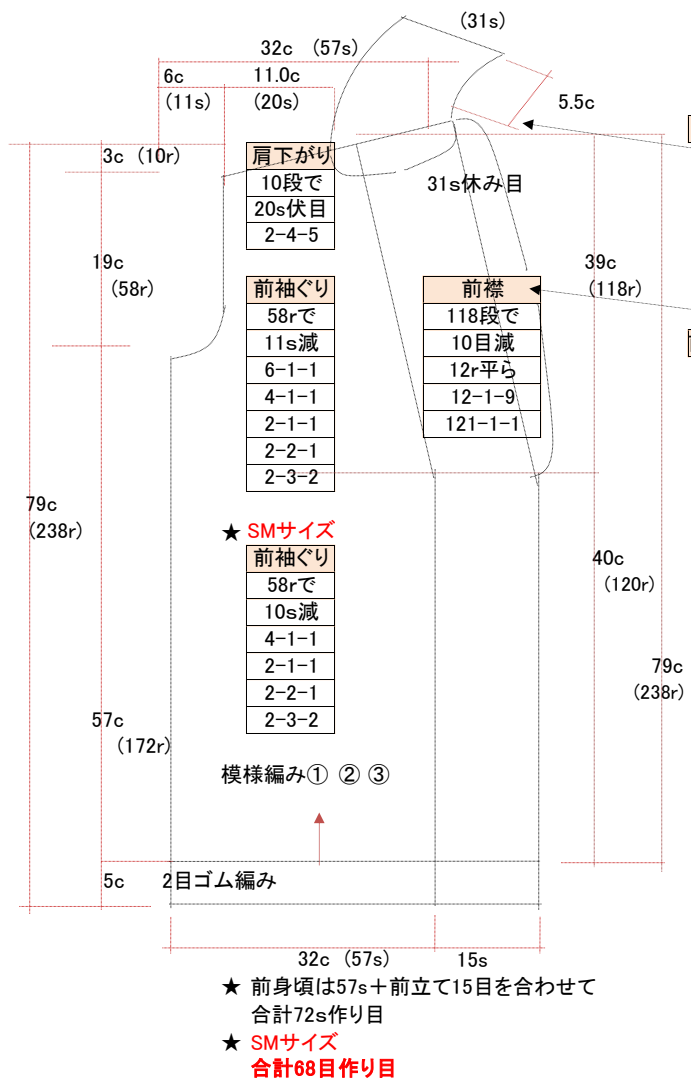 (31s)
32c (57s)
6c
(11s)
11.0c
(20s)
5.5c
3c (10r)
肩下がり
10段で
20s伏目
2-4-5
31s休み目
19c
(58r)
39c
(118r)
前袖ぐり
58rで
11s減
6-1-1
4-1-1
2-1-1
2-2-1
2-3-2
前襟
118段で
10目減
12r平ら
12-1-9
121-1-1
79c
(238r)
★ SMサイズ
前袖ぐり
58rで
10s減
4-1-1
2-1-1
2-2-1
2-3-2
40c
(120r)
79c
(238r)
57c
(172r)
模様編み① ② ③
5c
2目ゴム編み
32c (57s)
15s
★ 前身頃は57s+前立て15目を合わせて
合計72s作り目
★ SMサイズ
合計68目作り目